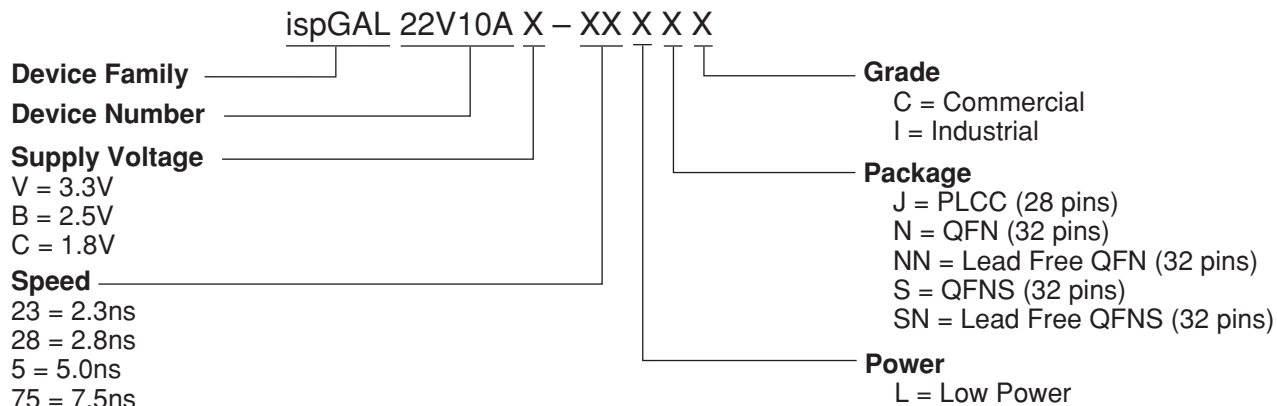 ispGAL 22V10A X – XX X X X
Device Family
Device Number
Supply Voltage
V = 3.3V
B = 2.5V
C = 1.8V
Speed
23 = 2.3ns
28 = 2.8ns
5 = 5.0ns
75 = 7.5ns
Grade
C = Commercial
I = Industrial
Package
J = PLCC (28 pins)
N = QFN (32 pins)
NN = Lead Free QFN (32 pins)
S = QFNS (32 pins)
SN = Lead Free QFNS (32 pins)
Power
L = Low Power